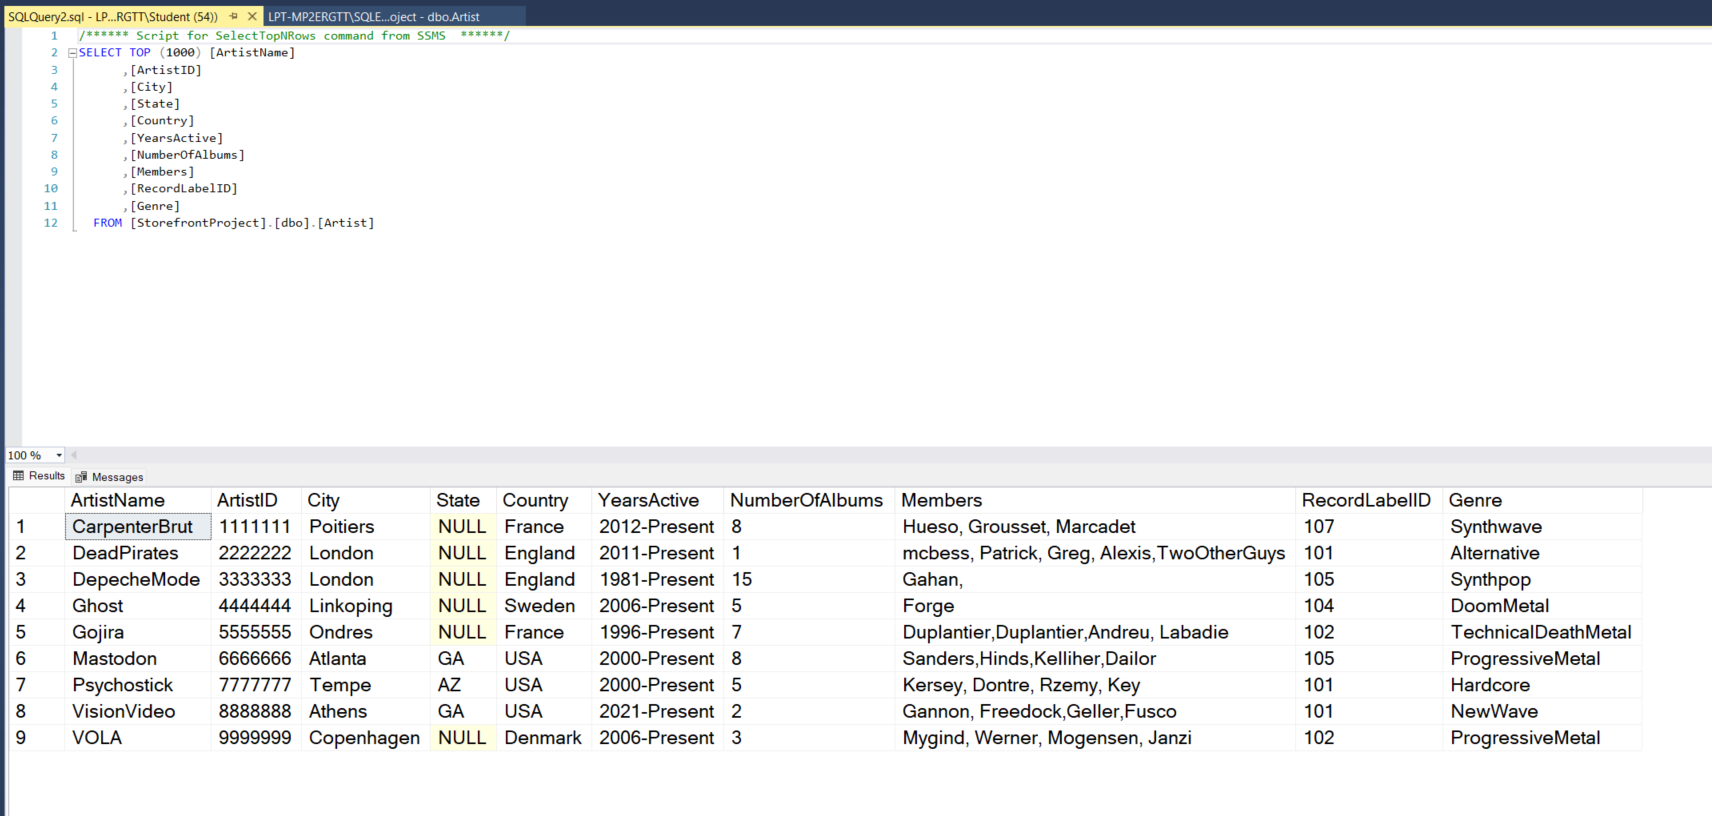 SQLQuery2.sql - LP...RGTT\Student (54)) LPT-MP2ERGTT\SQLE...oject - dbo.Artist
1 /****** Script for SelectTopNRows command from SSMS  ******/
2 SELECT TOP (1000) [ArtistName]
3 ,[ArtistID]
4 ,[City]
5 ,[State]
6 ,[Country]
7 ,[YearsActive]
8 ,[NumberOfAlbums]
9 ,[Members]
10 ,[RecordLabelID]
11 ,[Genre]
12 FROM [StorefrontProject].[dbo].[Artist]
100 %
Results Messages
ArtistName ArtistID City State Country YearsActive NumberOfAlbums Members RecordLabelID Genre
1 CarpenterBrut 1111111 Poitiers NULL France 2012-Present 8 Hueso, Grousset, Marcadet 107 Synthwave
2 DeadPirates 2222222 London NULL England 2011-Present 1 mcbess, Patrick, Greg, Alexis,TwoOtherGuys 101 Alternative
3 DepecheMode 3333333 London NULL England 1981-Present 15 Gahan, 105 Synthpop
4 Ghost 4444444 Linkoping NULL Sweden 2006-Present 5 Forge 104 DoomMetal
5 Gojira 5555555 Ondres NULL France 1996-Present 7 Duplantier,Duplantier,Andreu, Labadie 102 TechnicalDeathMetal
6 Mastodon 6666666 Atlanta GA USA 2000-Present 8 Sanders,Hinds,Kelliher,Dailor 105 ProgressiveMetal
7 Psychostick 7777777 Tempe AZ USA 2000-Present 5 Kersey, Dontre, Rzemy, Key 101 Hardcore
8 VisionVideo 8888888 Athens GA USA 2021-Present 2 Gannon, Freedock,Geller,Fusco 101 NewWave
9 VOLA 9999999 Copenhagen NULL Denmark 2006-Present 3 Mygind, Werner, Mogensen, Janzi 102 ProgressiveMetal